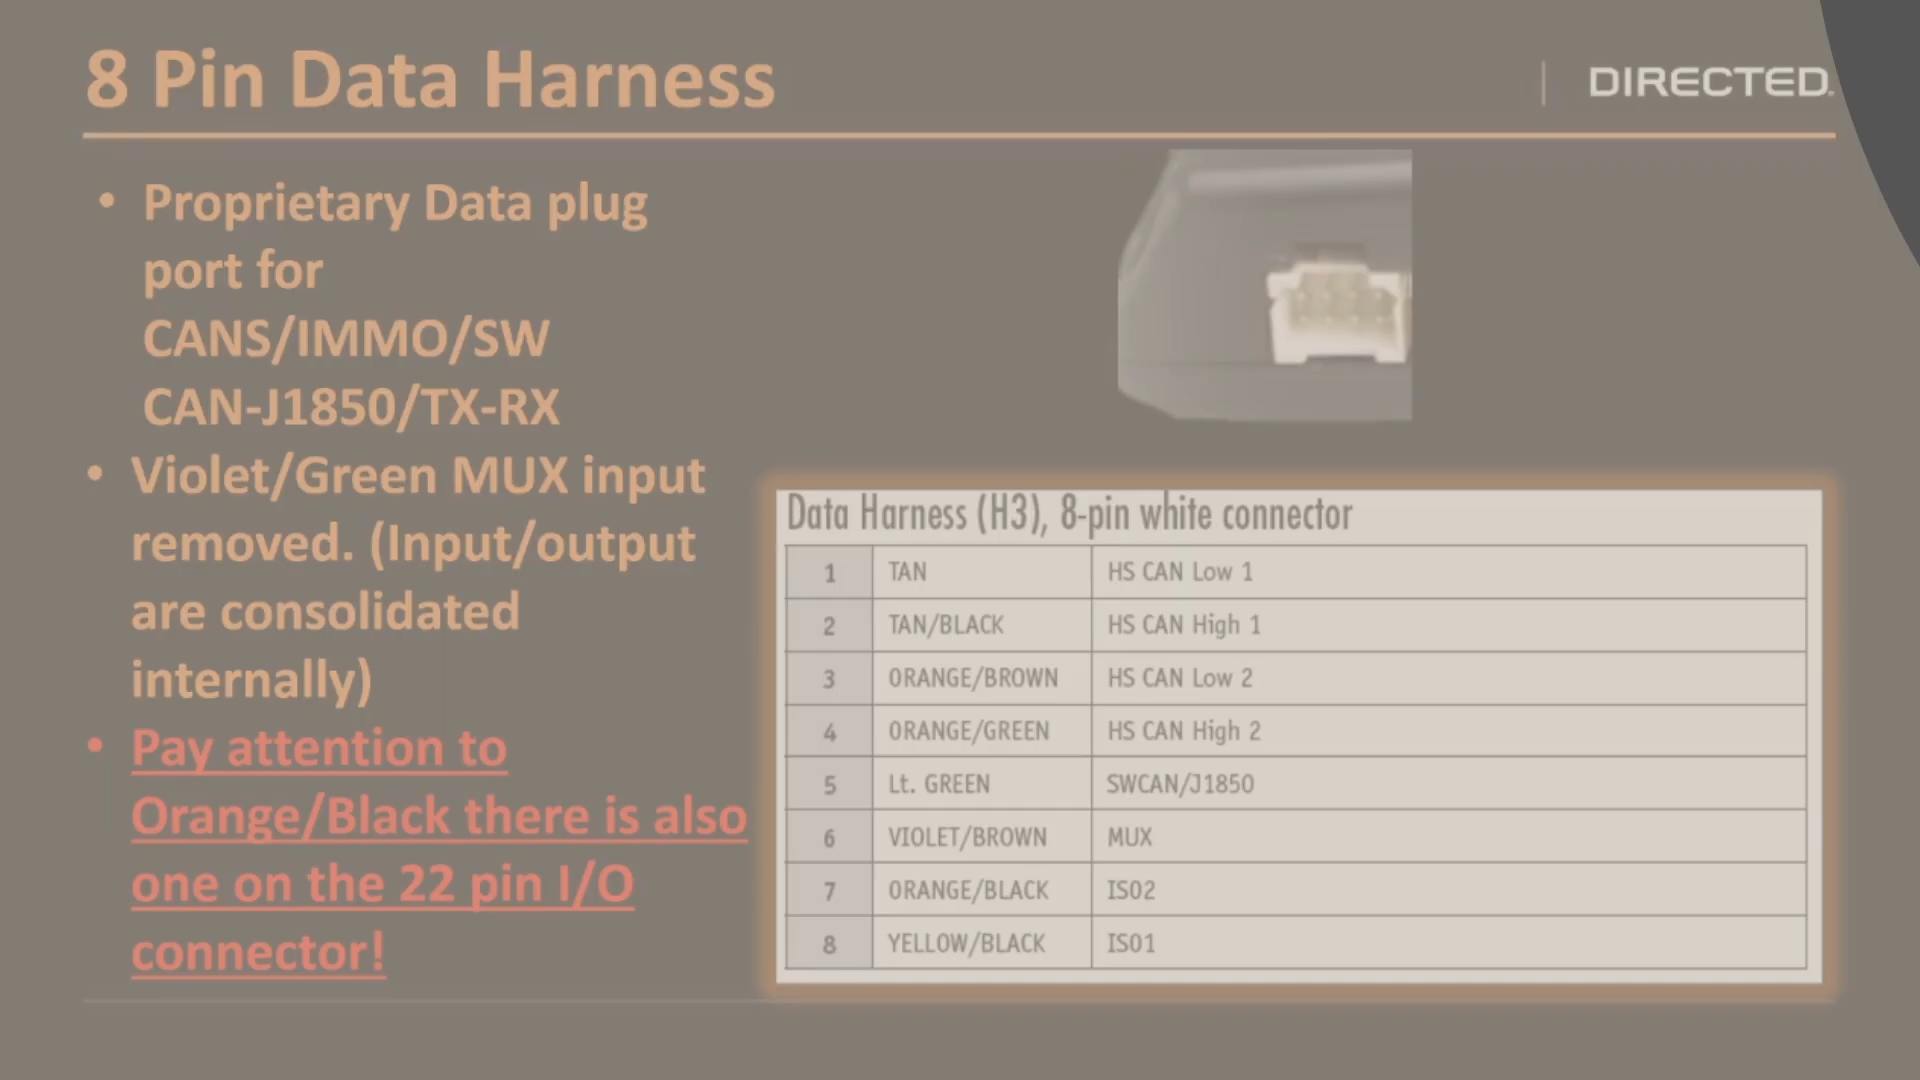 8 Pin Data Harness
DIRECTED
• Proprietary Data plug
port for
CANS/IMMO/SW
CAN-J1850/TX-RX
• Violet/Green MUX input
removed. (Input/output
are consolidated
internally)
• Pay attention to
Orange/Black there is also
one on the 22 pin I/O
connector!
Data Harness (H3), 8-pin white connector
1 TAN HS CAN Low 1
2 TAN/BLACK HS CAN High 1
3 ORANGE/BROWN HS CAN Low 2
4 ORANGE/GREEN HS CAN High 2
5 Lt. GREEN SWCAN/J1850
6 VIOLET/BROWN MUX
7 ORANGE/BLACK ISO2
8 YELLOW/BLACK ISO1